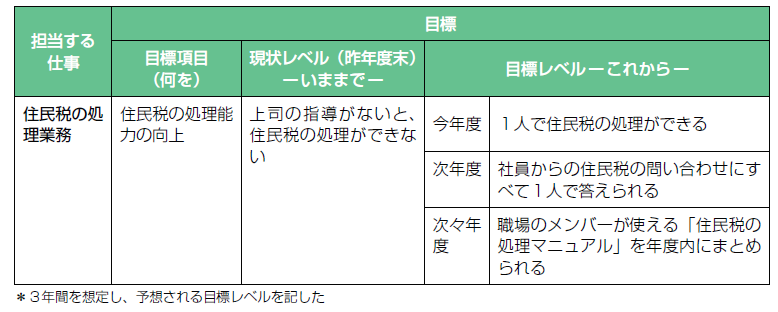 担当する
仕事
目標
目標項目
（何を）
現状レベル（昨年度末）
－いままで－
目標レベル－これから－
住民税の処
理業務
住民税の処理能
力の向上
上司の指導がないと、
住民税の処理ができな
い
今年度
１人で住民税の処理ができる
次年度
社員からの住民税の問い合わせにす
べて１人で答えられる
次々年
度
職場のメンバーが使える「住民税の
処理マニュアル」を年度内にまとめ
られる
＊３年間を想定し、予想される目標レベルを記した